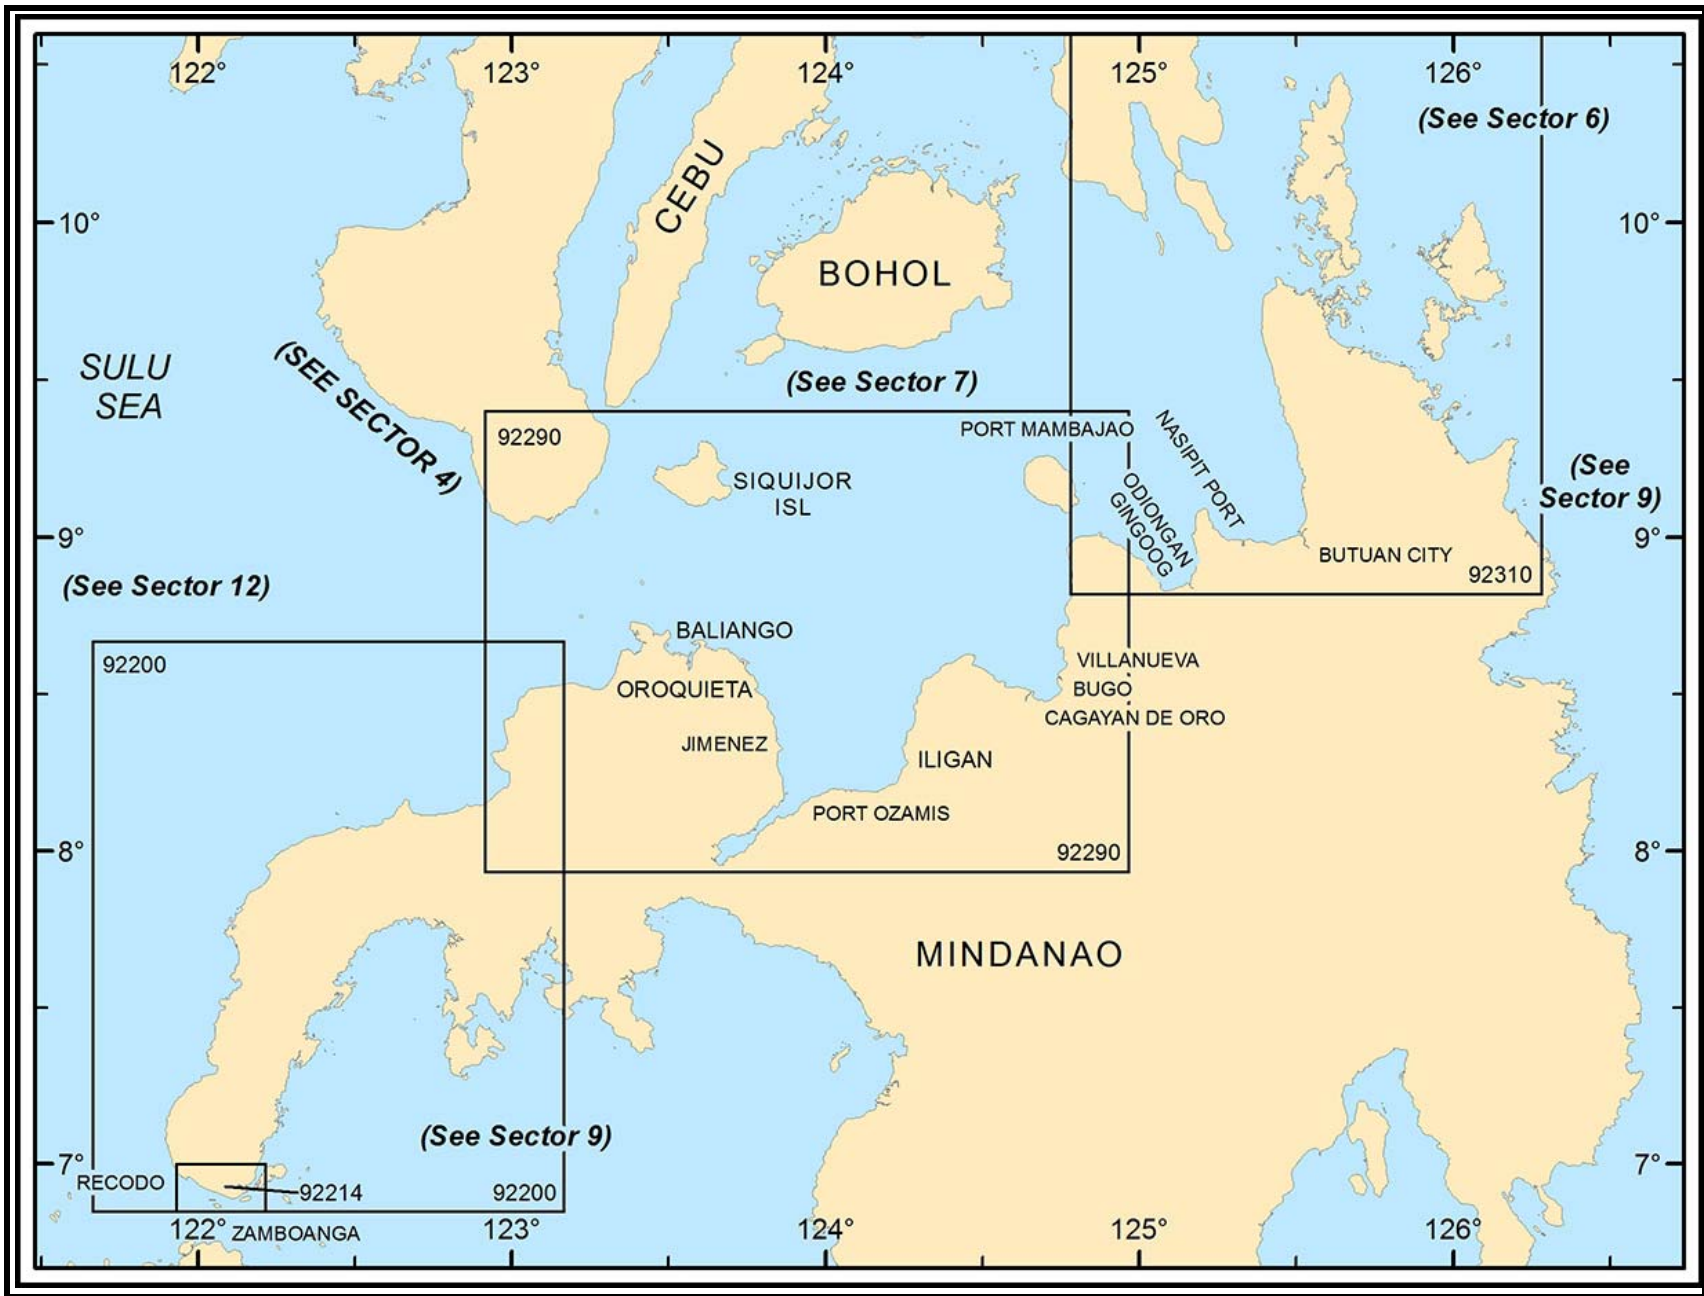 122°
123°
124°
125°
126°
(See Sector 6)
CEBU
10°
10°
BOHOL
SULU
SEA
(SEE SECTOR 4)
(See Sector 7)
92290
PORT MAMBAJAO
NASIPIT PORT
ODIONGAN
GINGOOG
SIQUIJOR
ISL
(See
Sector 9)
9°
9°
BUTUAN CITY
92310
(See Sector 12)
BALIANGO
92200
VILLANUEVA
OROQUIETA
BUGO
CAGAYAN DE ORO
JIMENEZ
ILIGAN
PORT OZAMIS
8°
92290
8°
MINDANAO
(See Sector 9)
7°
7°
RECODO
92214
92200
122°
ZAMBOANGA
123°
124°
125°
126°